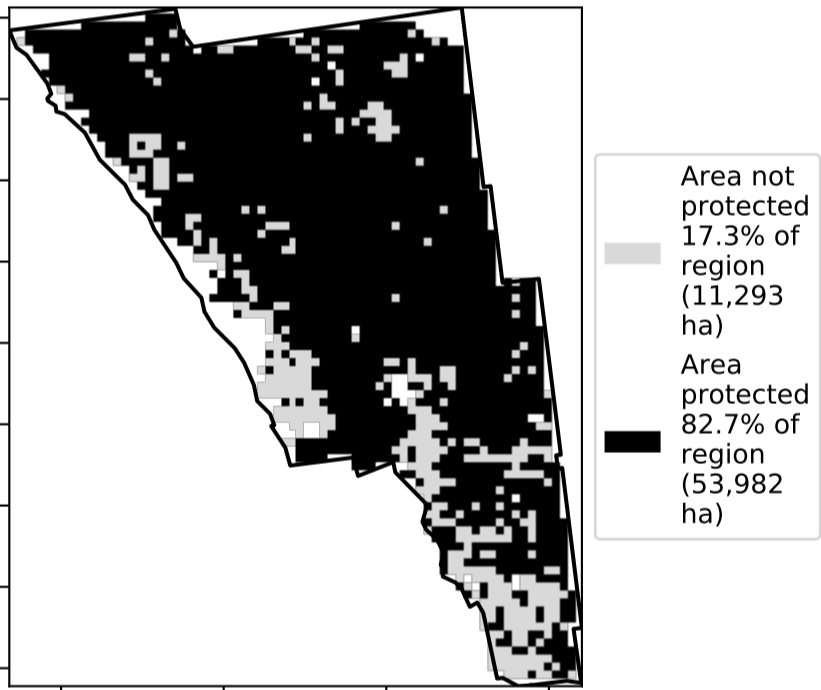 Area not
protected
17.3% of
region
(11,293
ha)
Area
protected
82.7% of
region
(53,982
ha)